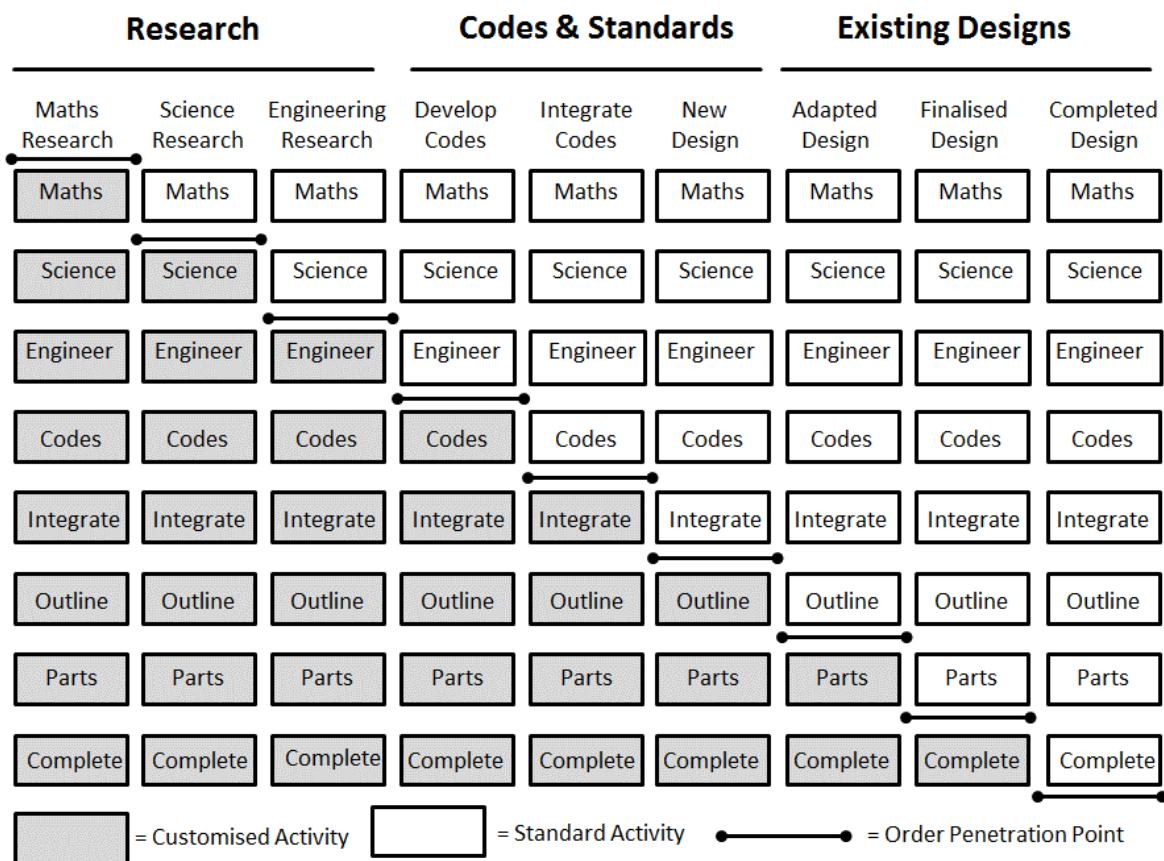 Research Codes & Standards Existing Designs
Maths Science Engineering Develop Integrate New Adapted Finalised Completed
Research Research Research Codes Codes Design Design Design Design
Maths Maths Maths Maths Maths Maths Maths Maths Maths
Science Science Science Science Science Science Science Science Science
Engineer Engineer Engineer Engineer Engineer Engineer Engineer Engineer Engineer
Codes Codes Codes Codes Codes Codes Codes Codes Codes
Integrate Integrate Integrate Integrate Integrate Integrate Integrate Integrate Integrate
Outline Outline Outline Outline Outline Outline Outline Outline Outline
Parts Parts Parts Parts Parts Parts Parts Parts Parts
Complete Complete Complete Complete Complete Complete Complete Complete Complete
= Customised Activity = Standard Activity = Order Penetration Point